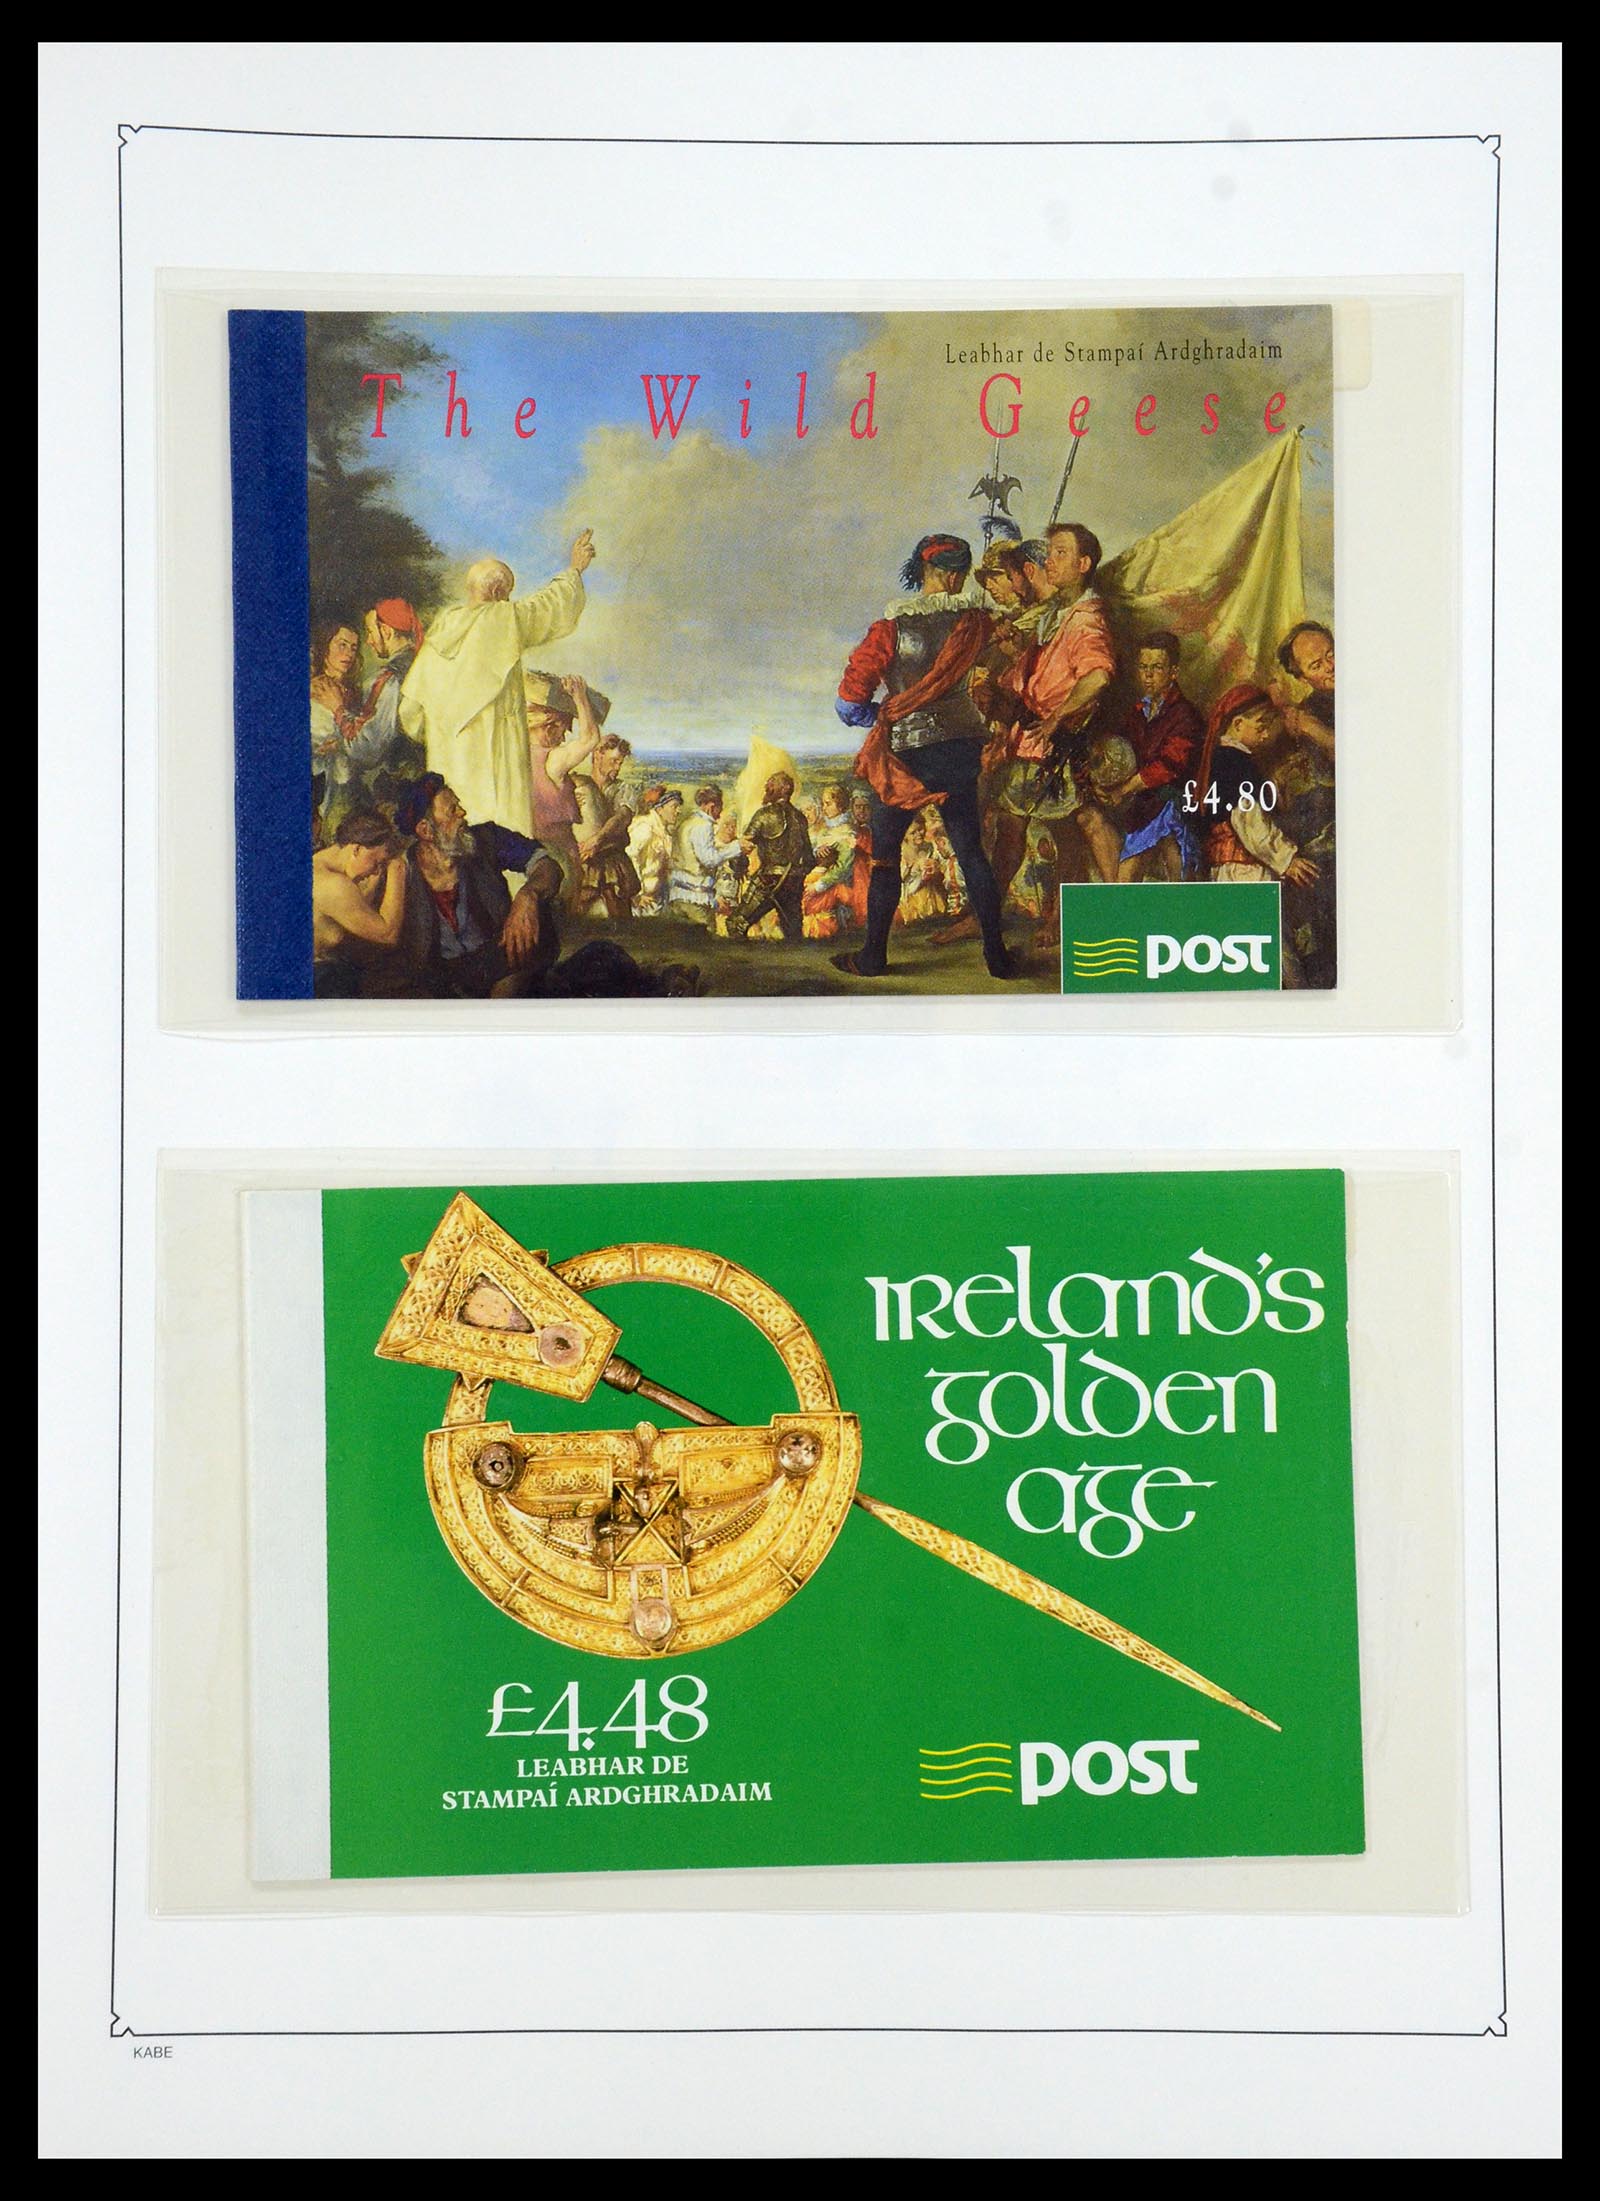 Leabhar de Stampaí Ardghradaim
The Wild Geese
£4.80
POST
IRELAND'S
GOLDEN
AGE
£4.48
LEABHAR DE
STAMPAÍ ARDGHRADAIM
POST
KABE